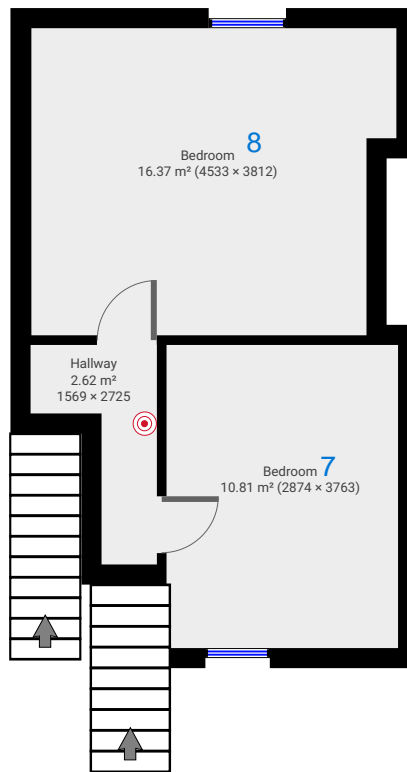 Bedroom 8
16.37 m² (4533 × 3812)
Hallway
2.62 m²
1569 × 2725
Bedroom 7
10.81 m² (2874 × 3763)